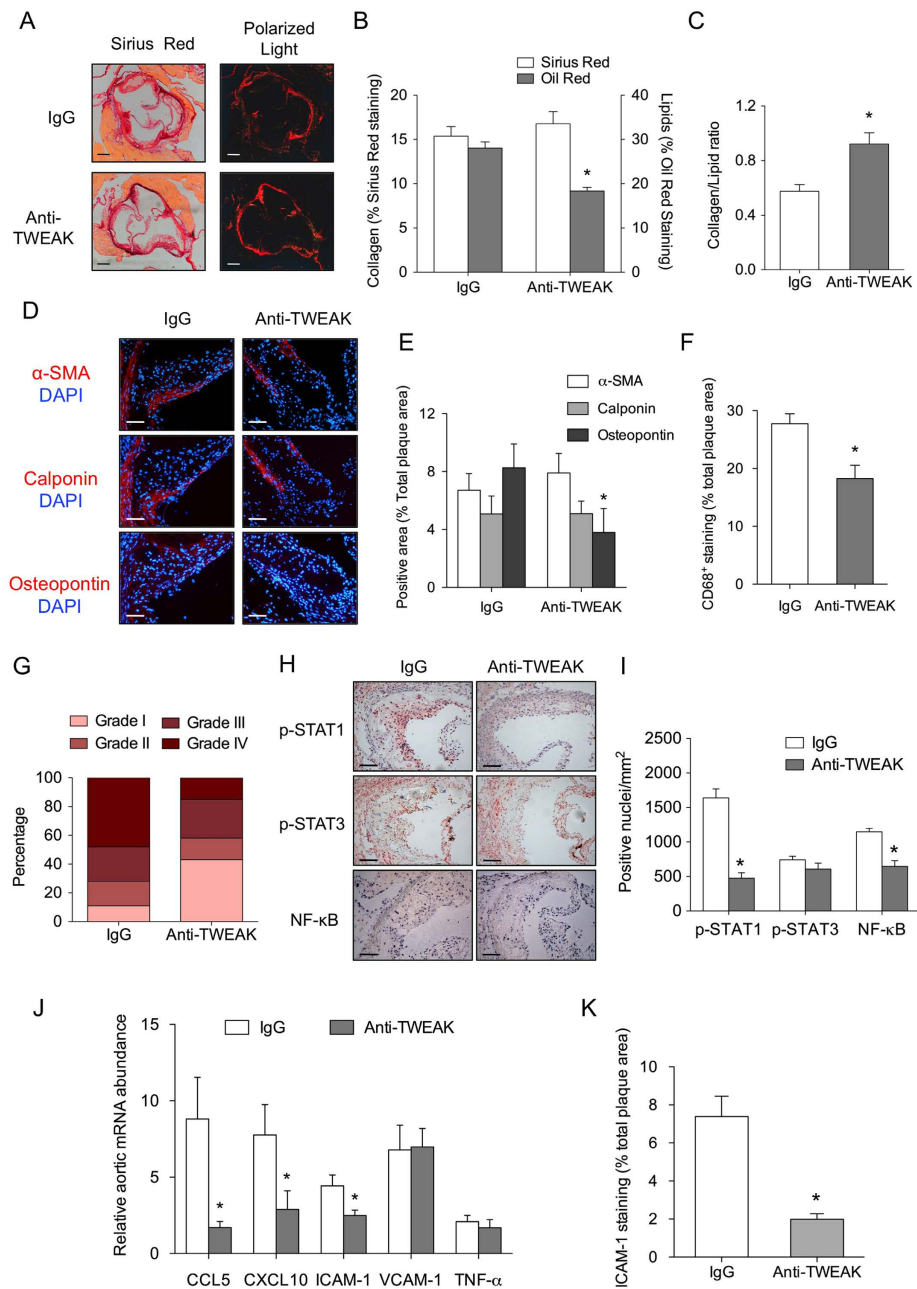 A
Sirius Red
Polarized
Light
IgG
Anti-
TWEAK
B
Sirius Red
Oil Red
Collagen (% Sirius Red staining)
20
15
10
5
0
40
30
20
10
0
Lipids (% Oil Red Staining)
*
IgG
Anti-TWEAK
C
Collagen/Lipid ratio
1.2
0.8
0.4
0.0
*
IgG
Anti-TWEAK
D
IgG
Anti-TWEAK
α-SMA
DAPI
Calponin
DAPI
Osteopontin
DAPI
E
α-SMA
Calponin
Osteopontin
Positive area (% Total plaque area)
12
8
4
0
*
IgG
Anti-TWEAK
F
CD68⁺ staining (% total plaque area)
30
20
10
0
*
IgG
Anti-TWEAK
G
Grade I
Grade III
Grade II
Grade IV
Percentage
100
80
60
40
20
0
IgG
Anti-TWEAK
H
IgG
Anti-TWEAK
p-STAT1
p-STAT3
NF-κB
I
IgG
Anti-TWEAK
Positive nuclei/mm²
2500
2000
1500
1000
500
0
*
*
p-STAT1
p-STAT3
NF-κB
J
IgG
Anti-TWEAK
Relative aortic mRNA abundance
15
10
5
0
*
*
*
CCL5
CXCL10
ICAM-1
VCAM-1
TNF-α
K
ICAM-1 staining (% total plaque area)
10
8
6
4
2
0
*
IgG
Anti-TWEAK